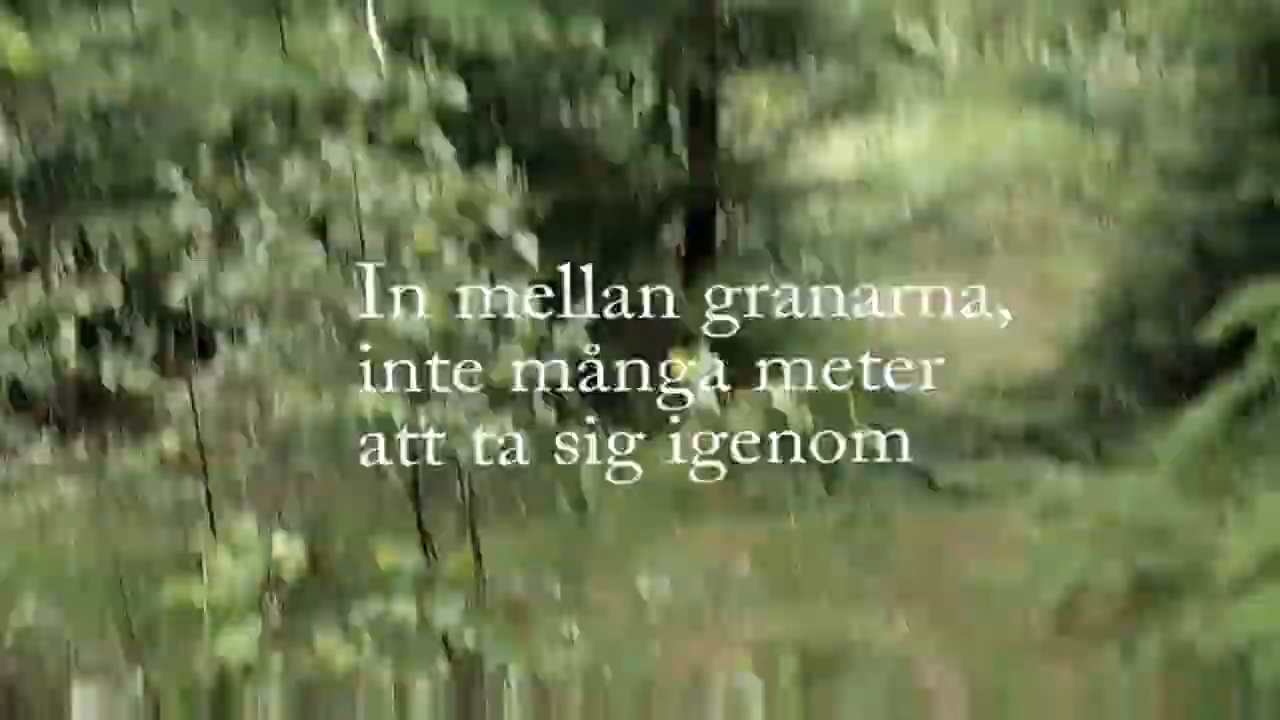 In mellan granarna,
inte många meter
att ta sig igenom